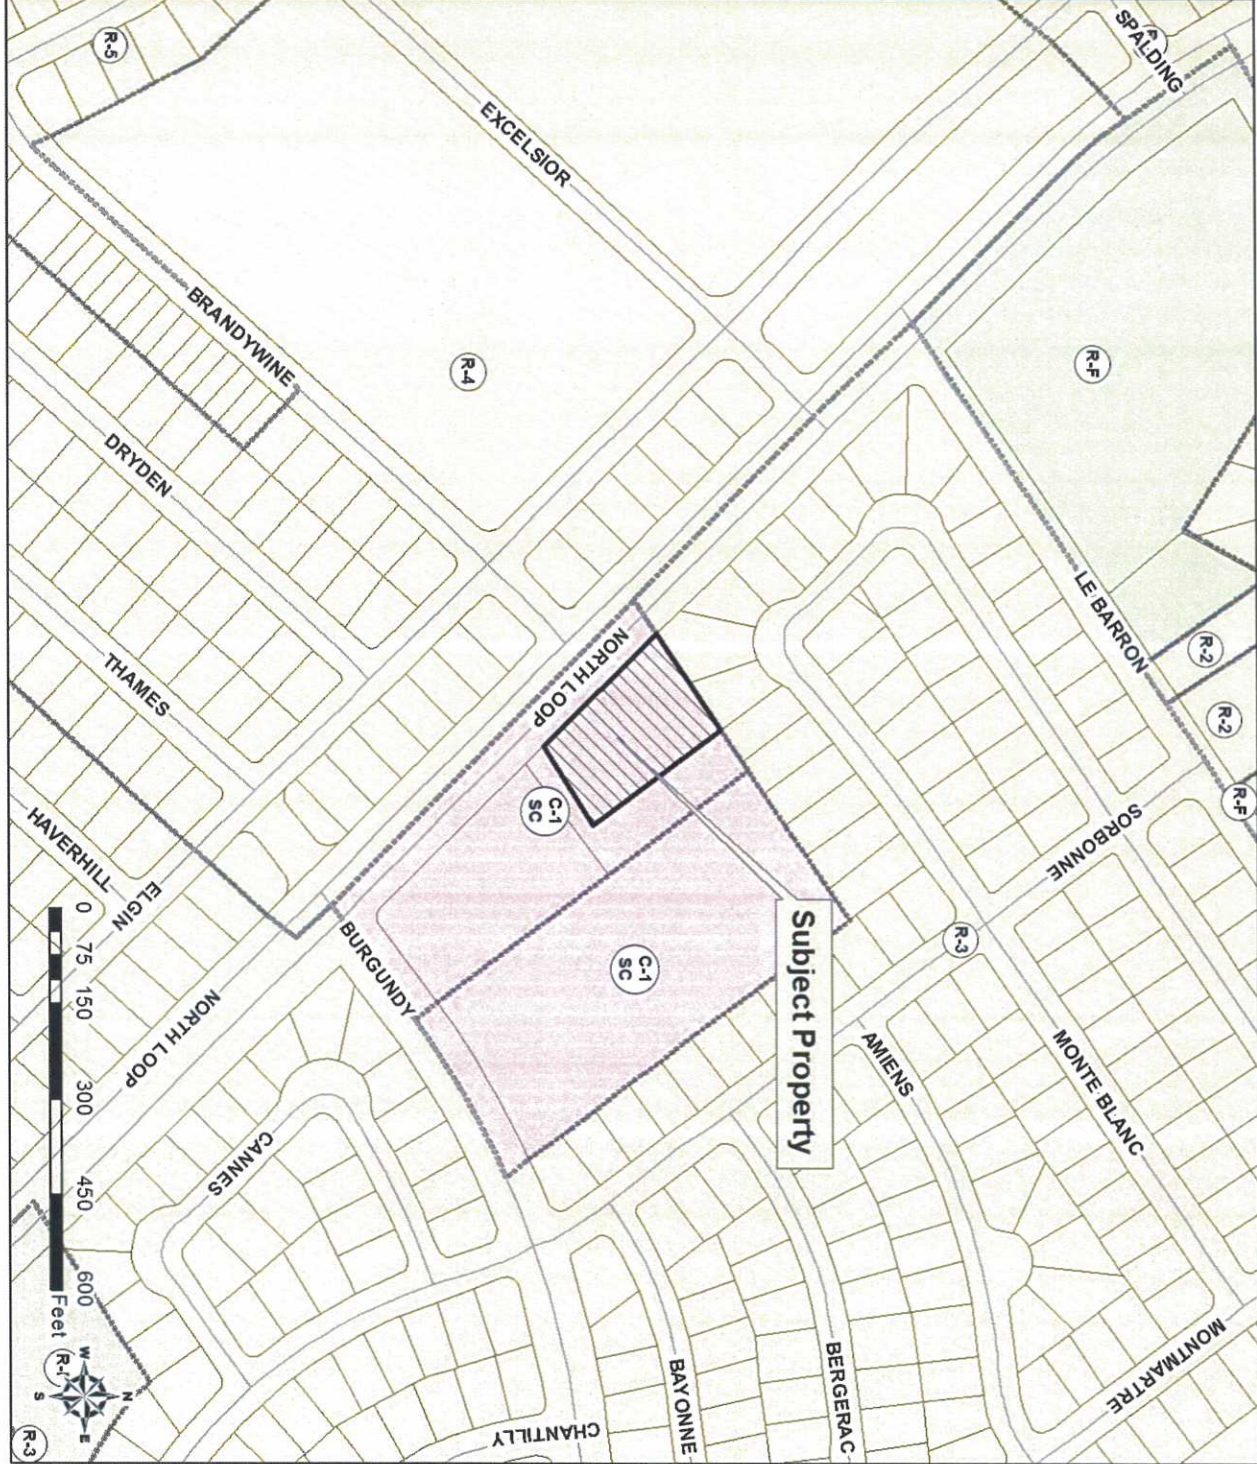 SPALDING
R-5
EXCELSIOR
R-F
R-4
BRANDYWINE
DRYDEN
LE BARRON
R-2
R-2
R-F
NORTH LOOP
THAMES
C-1
SC
SORBONNE
HAVERHILL
ELGIN
Subject Property
R-3
C-1
SC
BURGUNDY
NORTH LOOP
AMIENS
MONTE BLANC
CANNES
MONTMARTRE
BERGERAC
BAYONNE
CHANTILLY
0 75 150 300 450 600
Feet
W
N
S
E
R-3